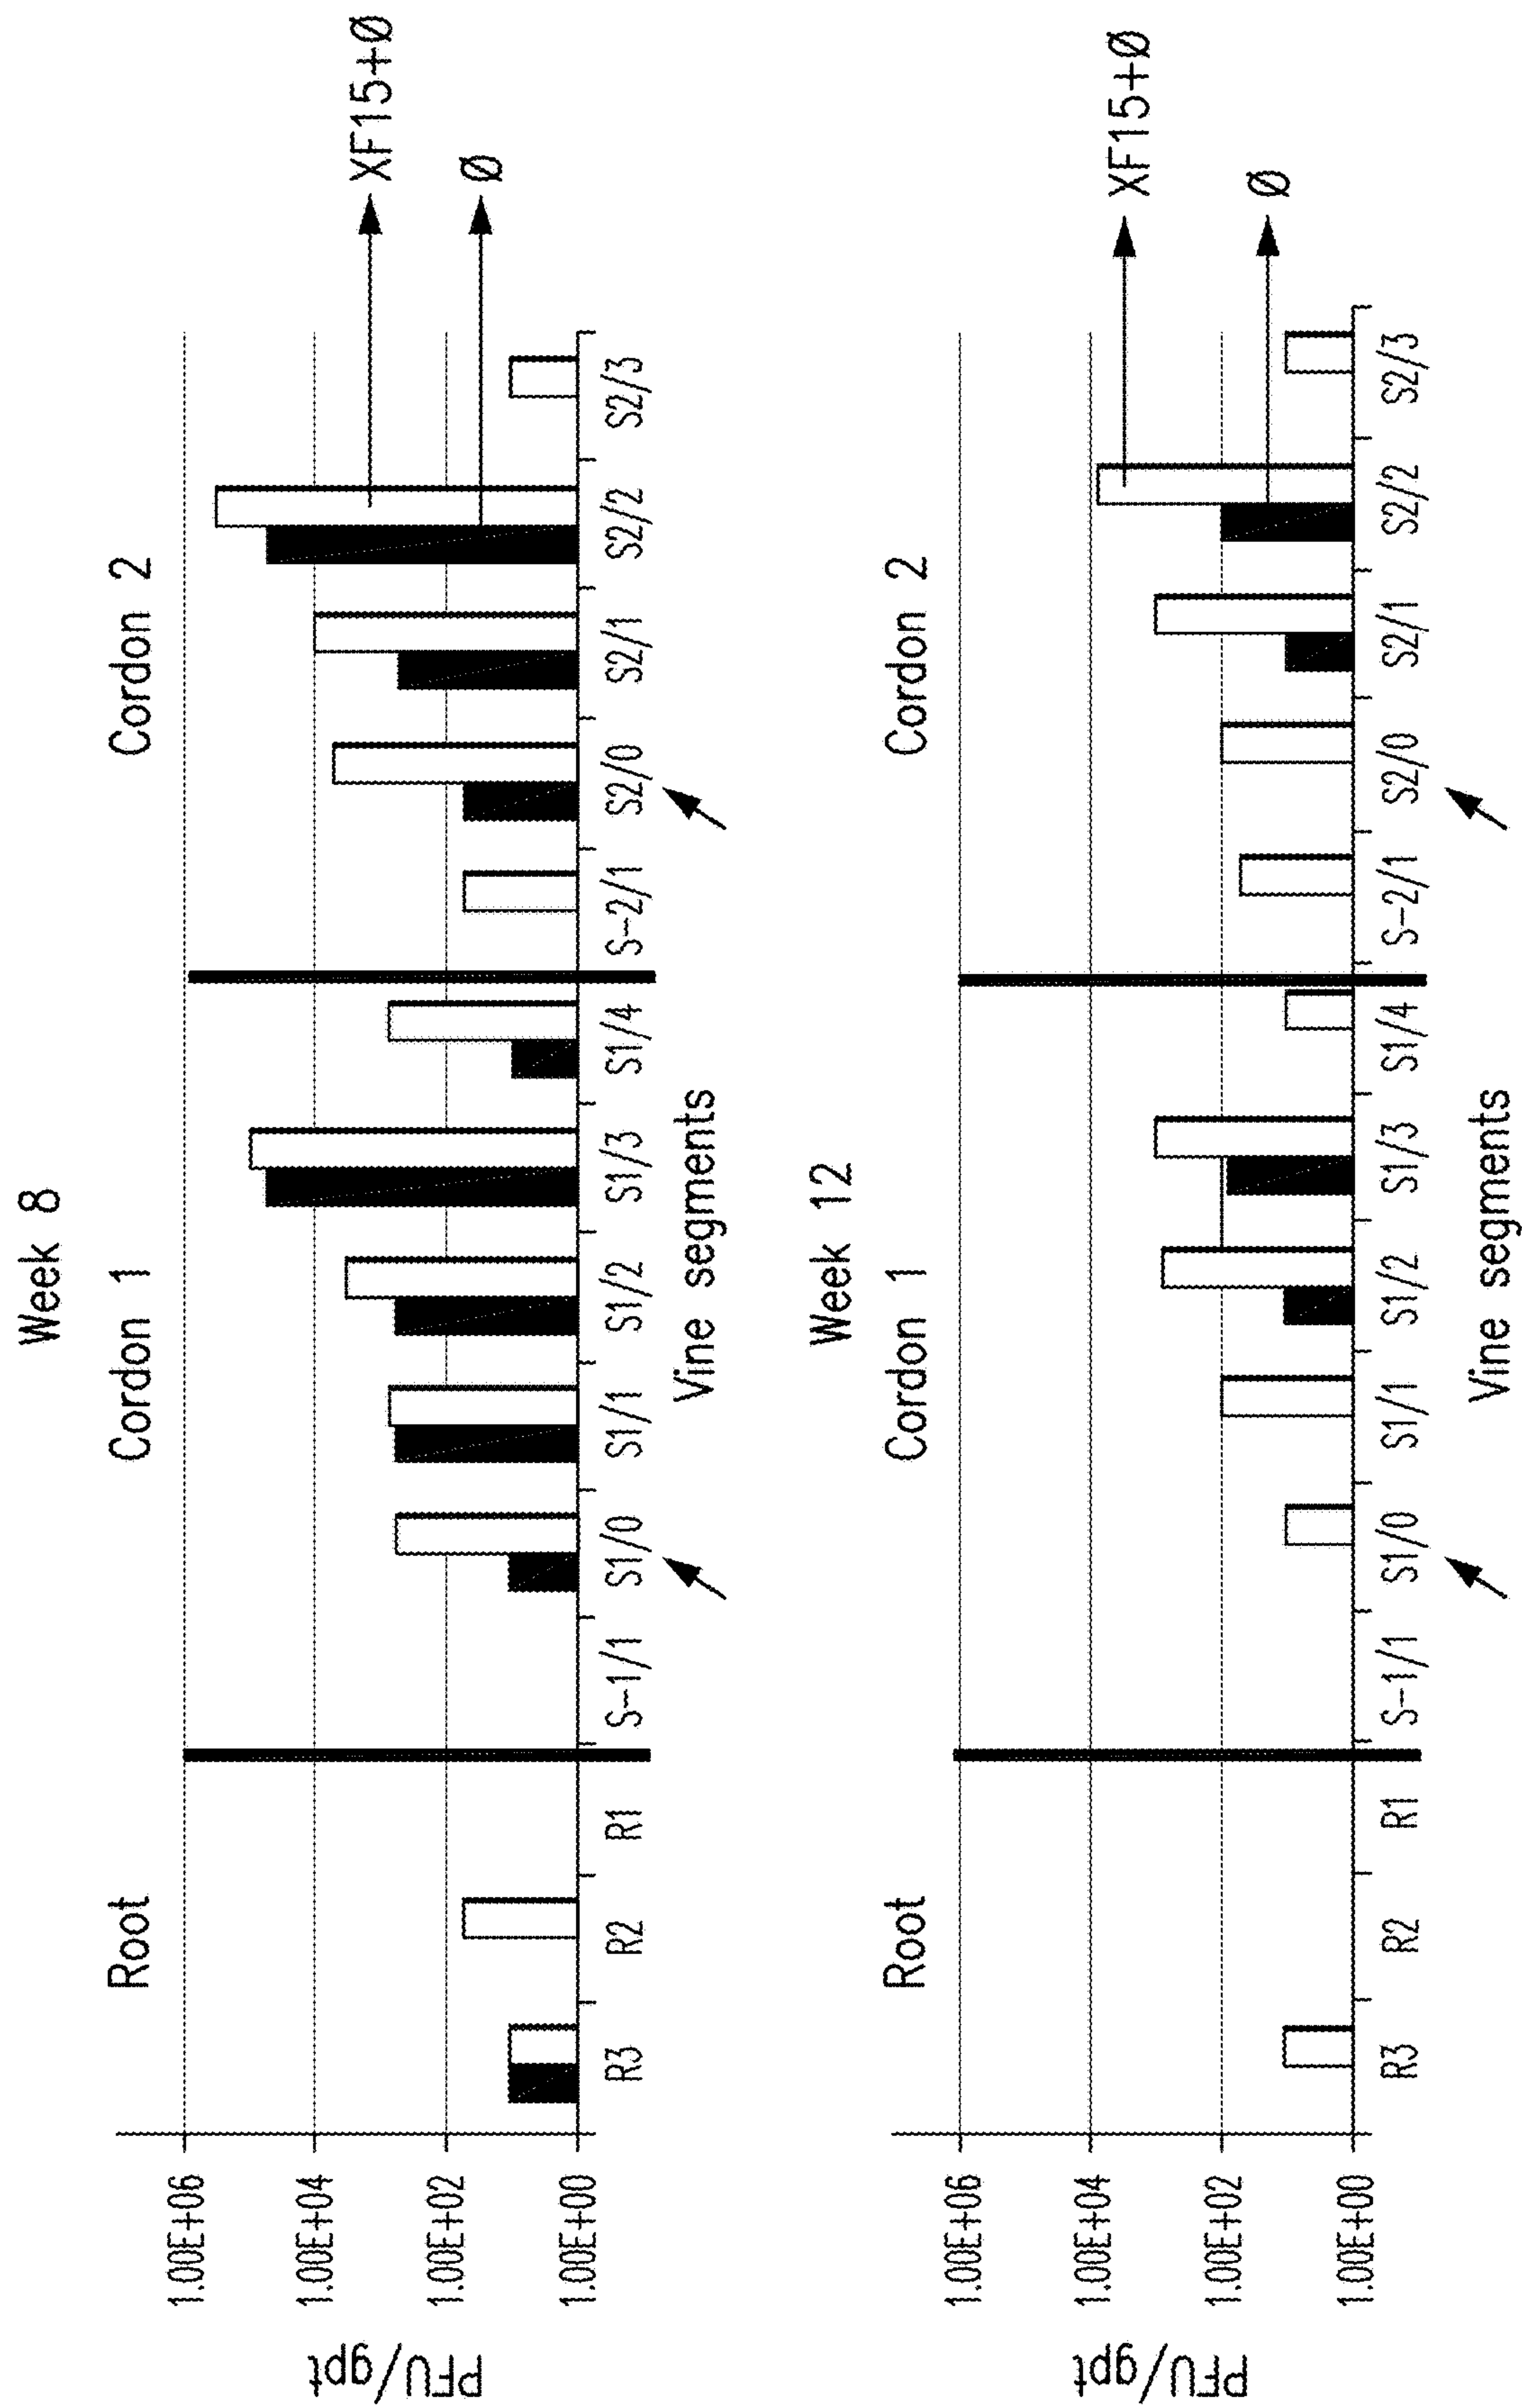 Week 8
Root
Cordon 1
Cordon 2
PFU/gpt
1.00E+06
1.00E+04
1.00E+02
1.00E+00
XF15+Ø
Ø
R3
R2
R1
S-1/1
S1/0
S1/1
S1/2
S1/3
S1/4
S-2/1
S2/0
S2/1
S2/2
S2/3
Vine segments
Week 12
Root
Cordon 1
Cordon 2
PFU/gpt
1.00E+06
1.00E+04
1.00E+02
1.00E+00
XF15+Ø
Ø
R3
R2
R1
S-1/1
S1/0
S1/1
S1/2
S1/3
S1/4
S-2/1
S2/0
S2/1
S2/2
S2/3
Vine segments